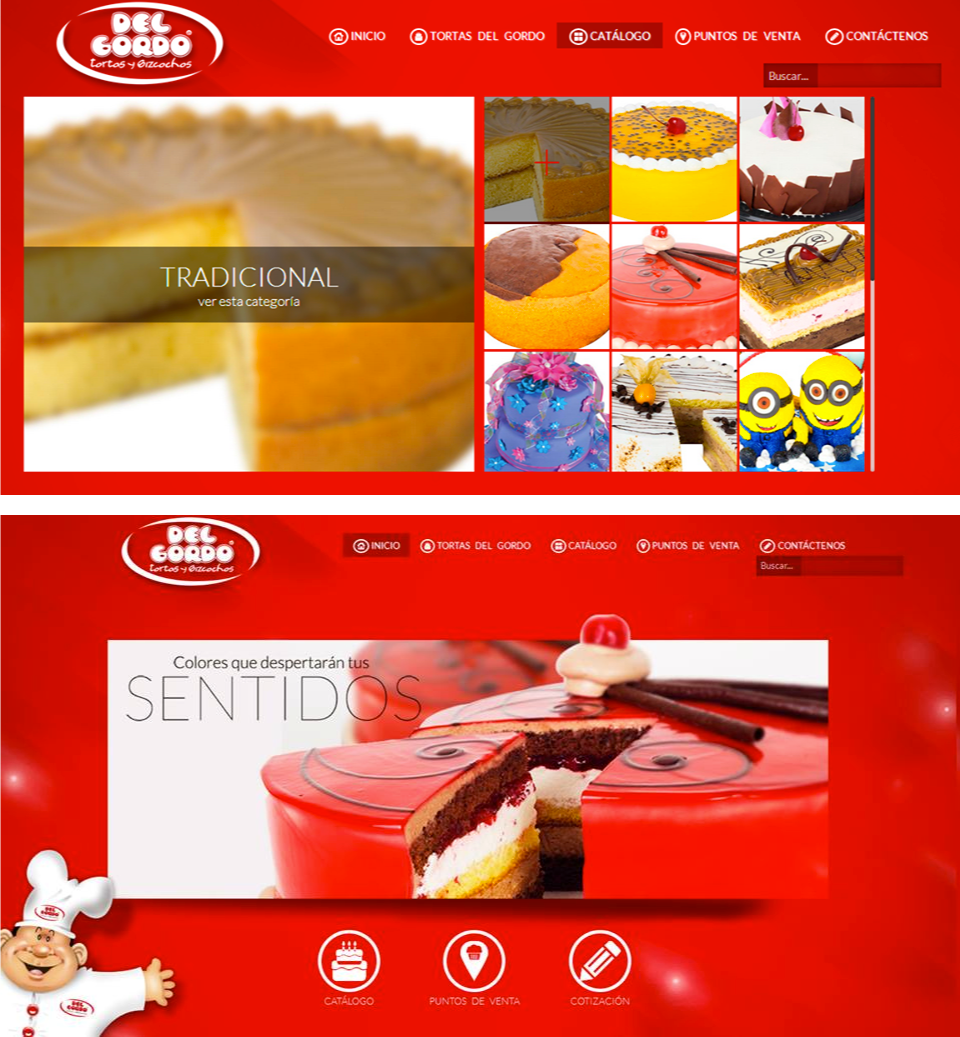 DEL
GORDO®
Tortas y Bizcochos
INICIO
TORTAS DEL GORDO
CATÁLOGO
PUNTOS DE VENTA
CONTÁCTENOS
Buscar...
TRADICIONAL
ver esta categoría
DEL
GORDO®
Tortas y Bizcochos
INICIO
TORTAS DEL GORDO
CATÁLOGO
PUNTOS DE VENTA
CONTÁCTENOS
Buscar...
Colores que despertarán tus
SENTIDOS
DEL
GORDO
DEL
GORDO
CATÁLOGO
PUNTOS DE VENTA
COTIZACIÓN